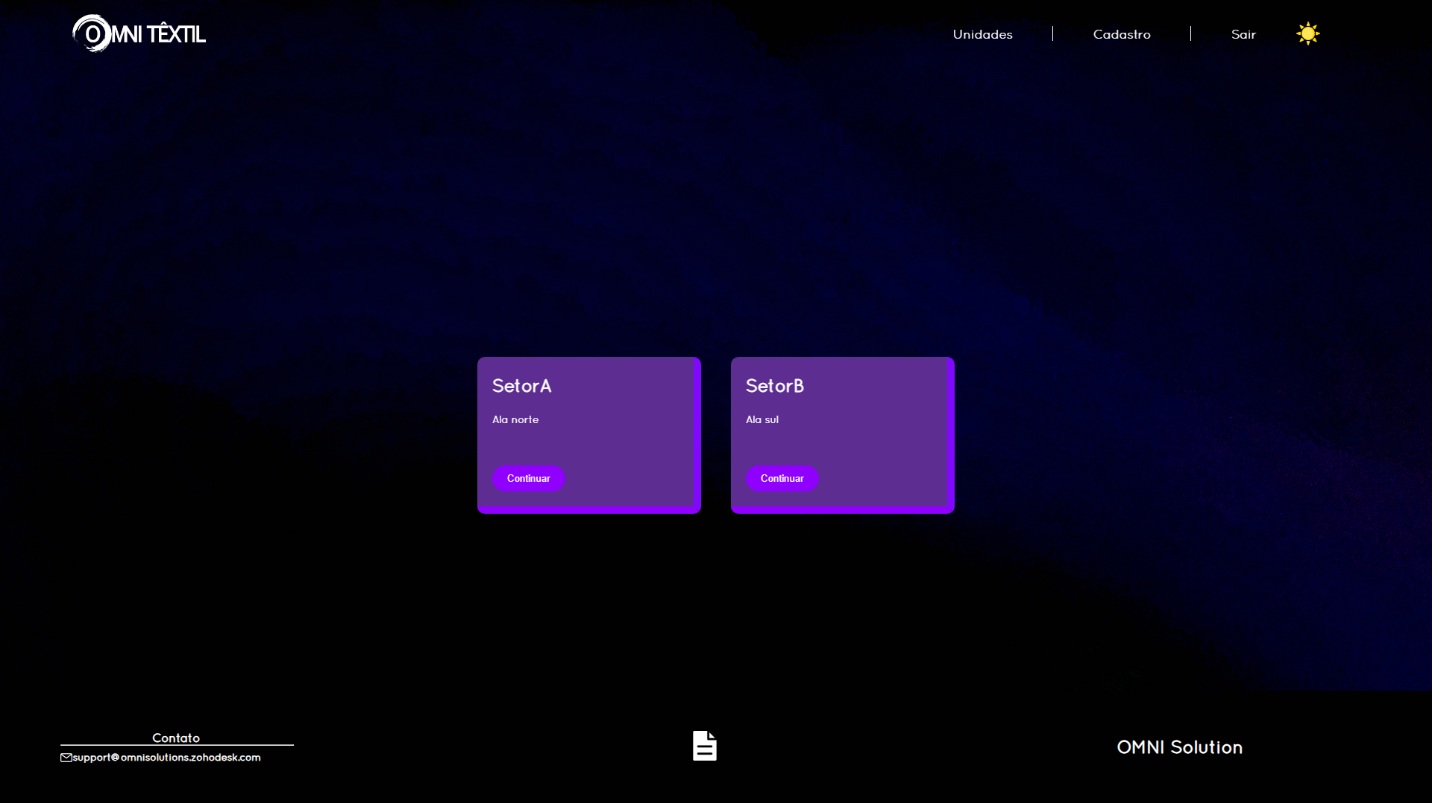 OMNI TÊXTIL
Unidades
Cadastro
Sair
SetorA
Ala norte
Continuar
SetorB
Ala sul
Continuar
Contato
support@omnisolutions.zohodesk.com
OMNI Solution